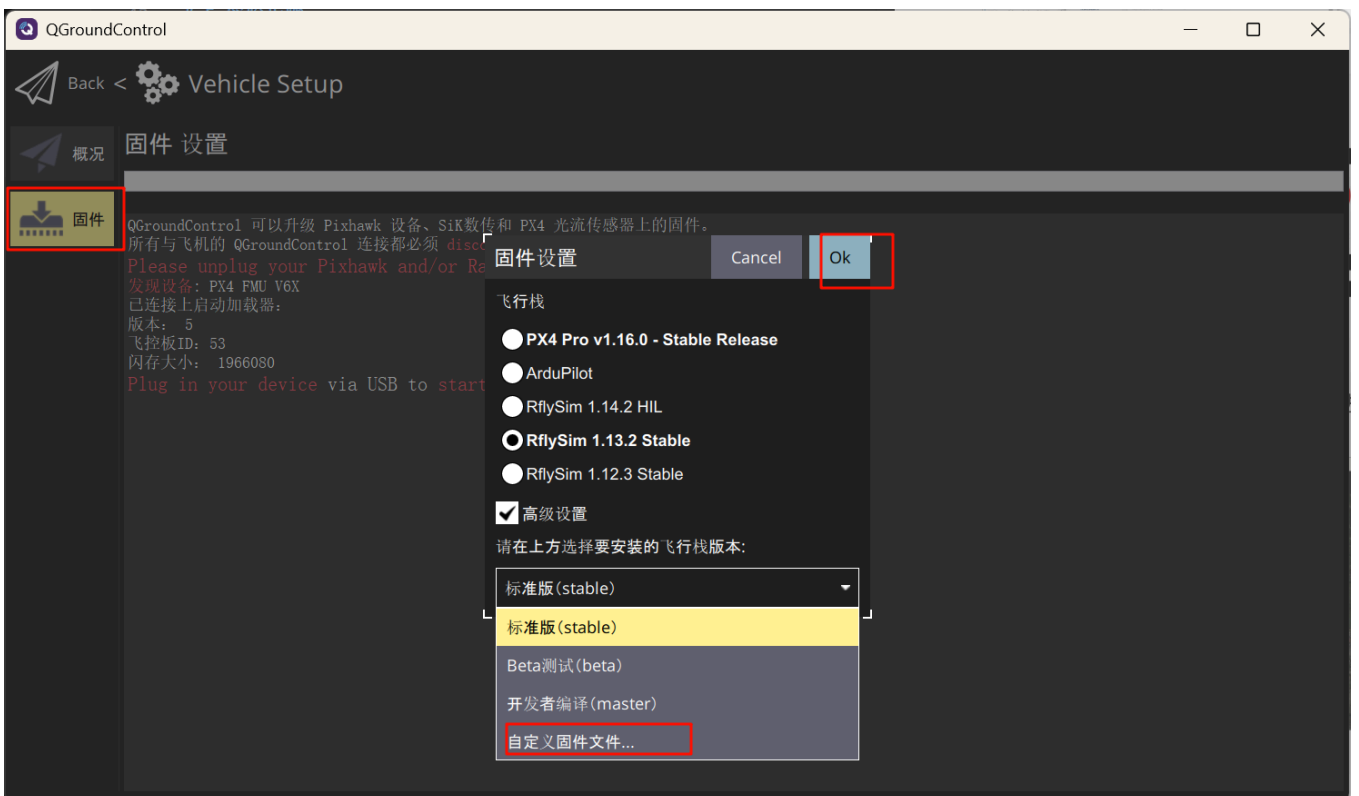 QGroundControl
Back < Vehicle Setup
概况
固件 设置
固件
QGroundControl 可以升级 Pixhawk 设备、SiK数传和 PX4 光流传感器上的固件。
所有与飞机的 QGroundControl 连接都必须
Please unplug your Pixhawk and/or
发现设备: PX4 FMU V6X
已连接上启动加载器:
版本: 5
飞控板ID: 53
闪存大小: 1966080
Plug in your device via USB to start
固件设置
Cancel
Ok
飞行栈
PX4 Pro v1.16.0 - Stable Release
ArduPilot
RflySim 1.14.2 HIL
RflySim 1.13.2 Stable
RflySim 1.12.3 Stable
高级设置
请在上方选择要安装的飞行栈版本:
标准版(stable)
标准版(stable)
Beta测试(beta)
开发者编译(master)
自定义固件文件...